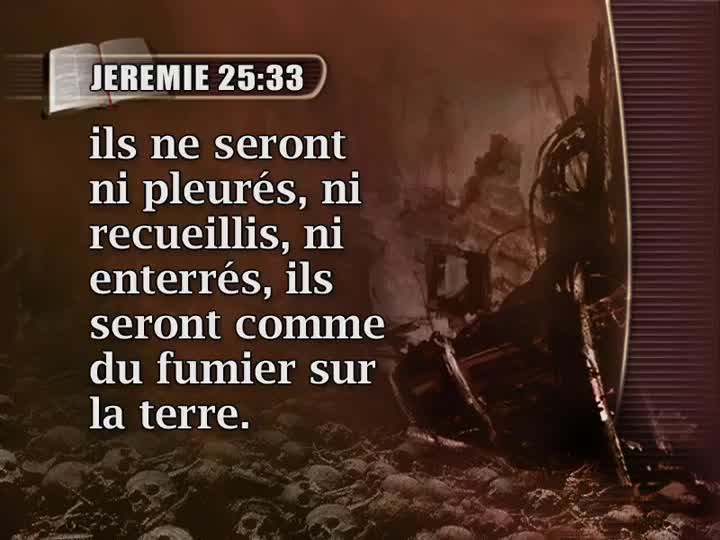 JEREMIE 25:33
ils ne seront
ni pleurés, ni
recueillis, ni
enterrés, ils
seront comme
du fumier sur
la terre.